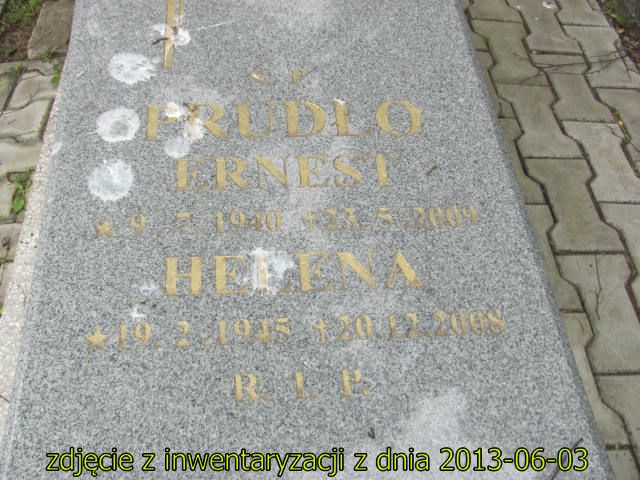 Ś. P.
PRUDŁO
ERNEST
★ 9. 7. 1940 †23. 5. 2009
HELENA
★19. 2. 1945 †20.12.2008
R. I. P.
zdjęcie z inwentaryzacji z dnia 2013-06-03